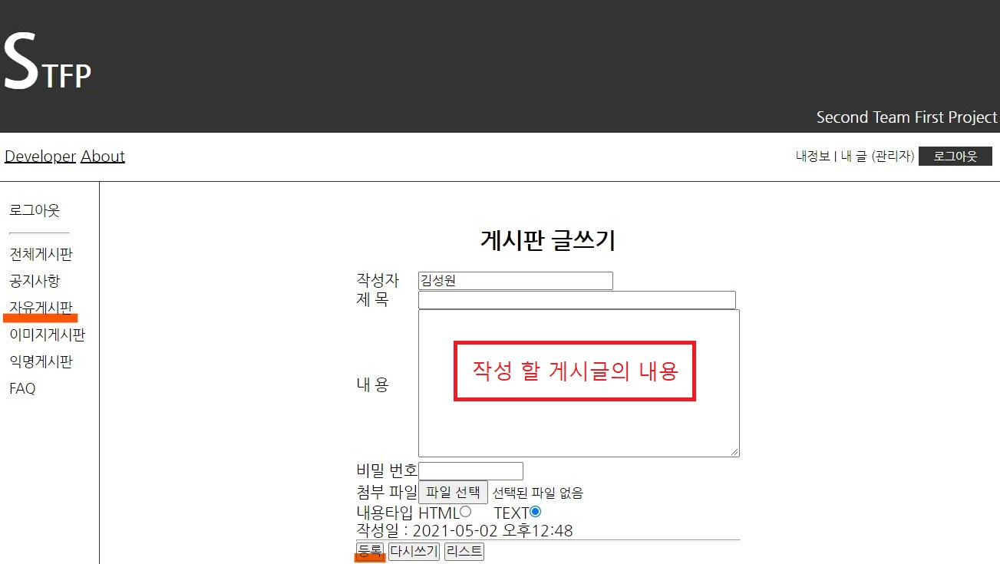 STFP
Second Team First Project
Developer About
내정보 | 내 글 (관리자) 로그아웃
로그아웃
전체게시판
공지사항
자유게시판
이미지게시판
익명게시판
FAQ
게시판 글쓰기
작성자 김성원
제 목
내 용
작성 할 게시글의 내용
비밀 번호
첨부 파일 파일 선택 선택된 파일 없음
내용타입 HTML TEXT
작성일 : 2021-05-02 오후12:48
등록 다시쓰기 리스트